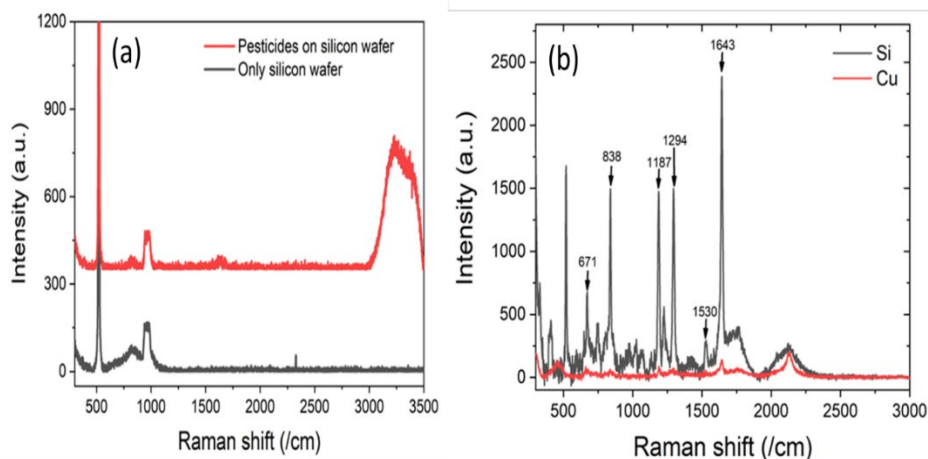 (a)
Pesticides on silicon wafer
Only silicon wafer
1200
900
600
300
0
Intensity (a.u.)
500 1000 1500 2000 2500 3000 3500
Raman shift (/cm)
(b)
Si
Cu
1643
1294
1187
838
671
1530
2500
2000
1500
1000
500
0
Intensity (a.u.)
500 1000 1500 2000 2500 3000
Raman shift (/cm)